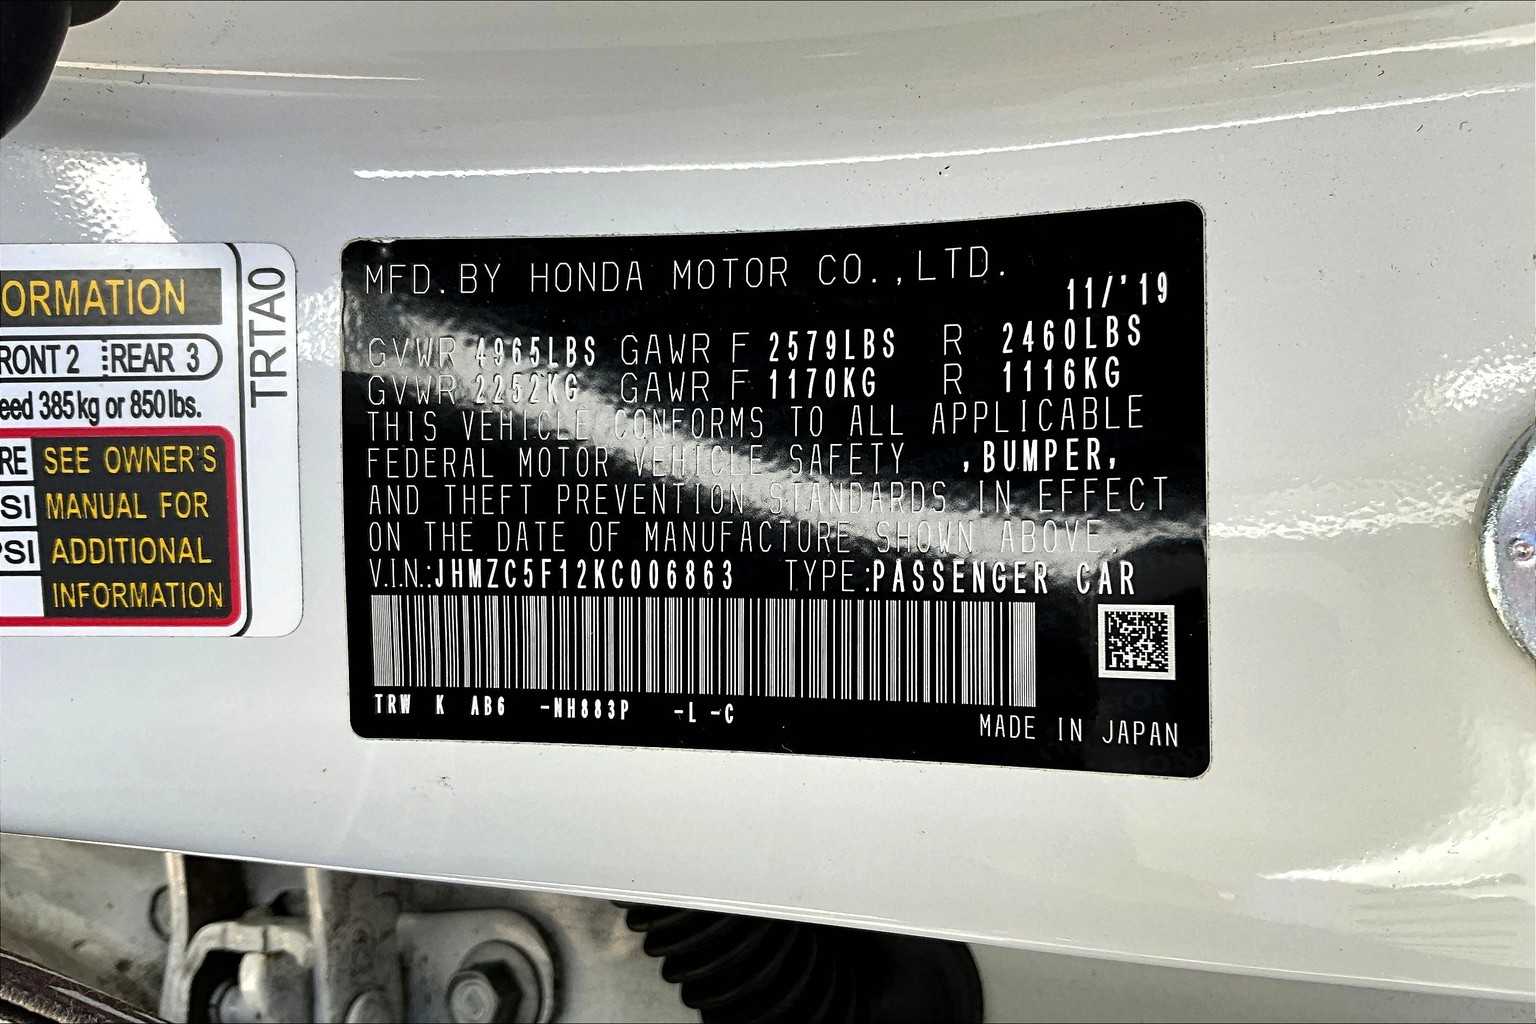 ORMATION
RONT 2 REAR 3
eed 385 kg or 850 lbs.
RE SEE OWNER'S
SI MANUAL FOR
PSI ADDITIONAL
INFORMATION
TRTA0
MFD. BY HONDA MOTOR CO.,LTD.
11/'19
GVWR 4965LBS GAWR F 2579LBS R 2460LBS
GVWR 2252KG GAWR F 1170KG R 1116KG
THIS VEHICLE CONFORMS TO ALL APPLICABLE
FEDERAL MOTOR VEHICLE SAFETY ,BUMPER,
AND THEFT PREVENTION STANDARDS IN EFFECT
ON THE DATE OF MANUFACTURE SHOWN ABOVE.
V.I.N.:JHMZC5F12KC006863 TYPE:PASSENGER CAR
TRW K AB6 -NH883P -L -C
MADE IN JAPAN